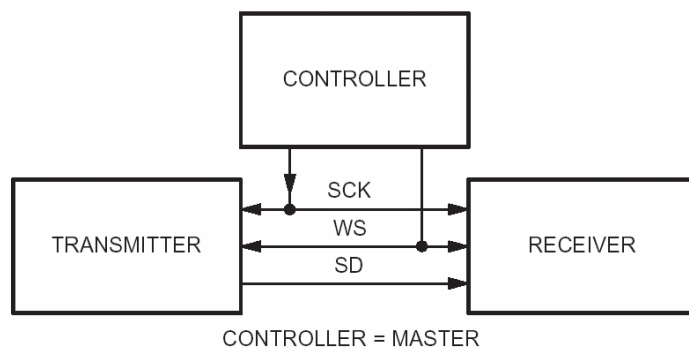 CONTROLLER
TRANSMITTER
SCK
WS
SD
RECEIVER
CONTROLLER = MASTER